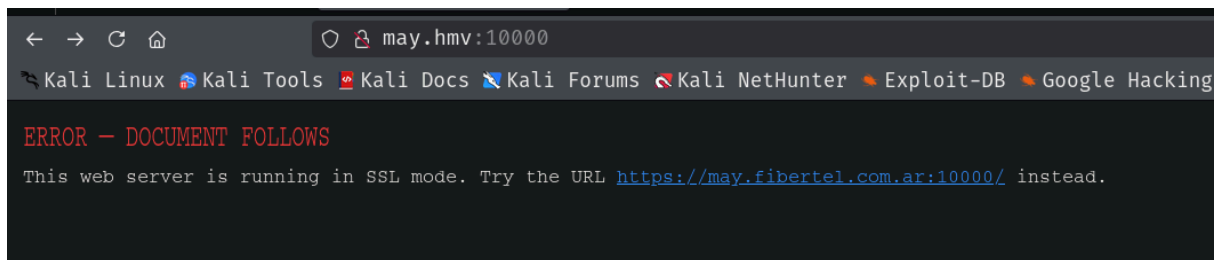 may.hmv:10000
Kali Linux Kali Tools Kali Docs Kali Forums Kali NetHunter Exploit-DB Google Hacking
ERROR — DOCUMENT FOLLOWS
This web server is running in SSL mode. Try the URL https://may.fibertel.com.ar:10000/ instead.